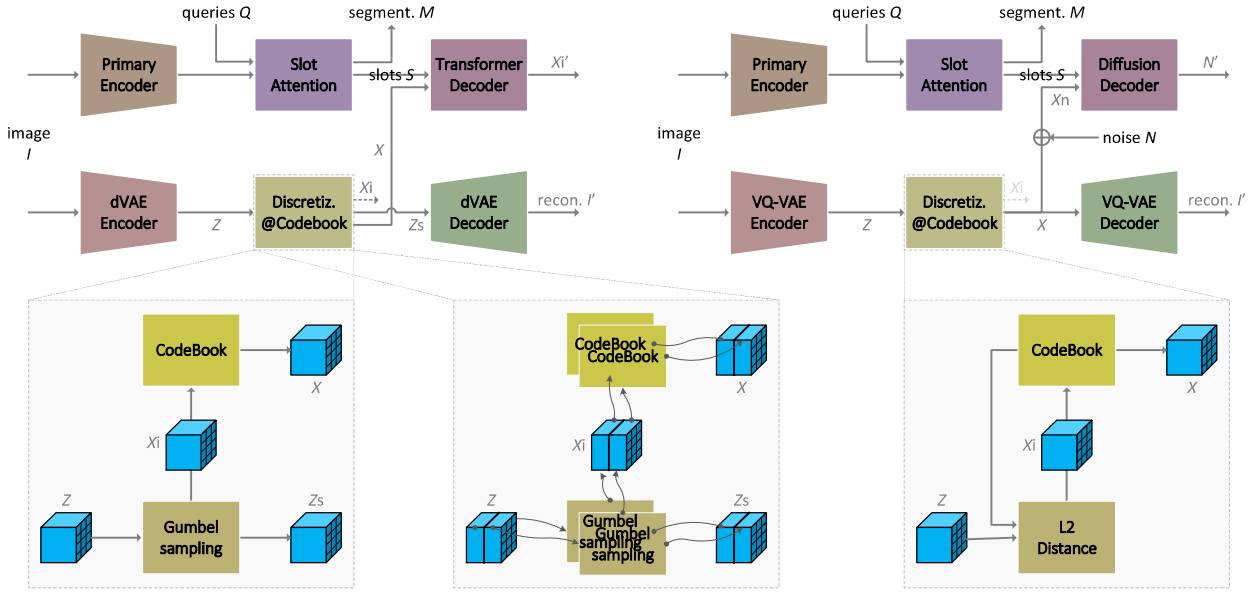 queries Q
segment. M
Primary
Encoder
Slot
Attention
slots S
Transformer
Decoder
Xi'
image
I
X
dVAE
Encoder
Z
Discretiz.
@Codebook
Xi
Zs
dVAE
Decoder
recon. I'
queries Q
segment. M
Primary
Encoder
Slot
Attention
slots S
Diffusion
Decoder
N'
Xn
noise N
image
I
VQ-VAE
Encoder
Z
Discretiz.
@Codebook
Xi
X
VQ-VAE
Decoder
recon. I'
CodeBook
X
Xi
Z
Gumbel
sampling
Zs
CodeBook
CodeBook
X
Xi
Z
Gumbel
sampling
Gumbel
sampling
Zs
CodeBook
X
Xi
Z
L2
Distance